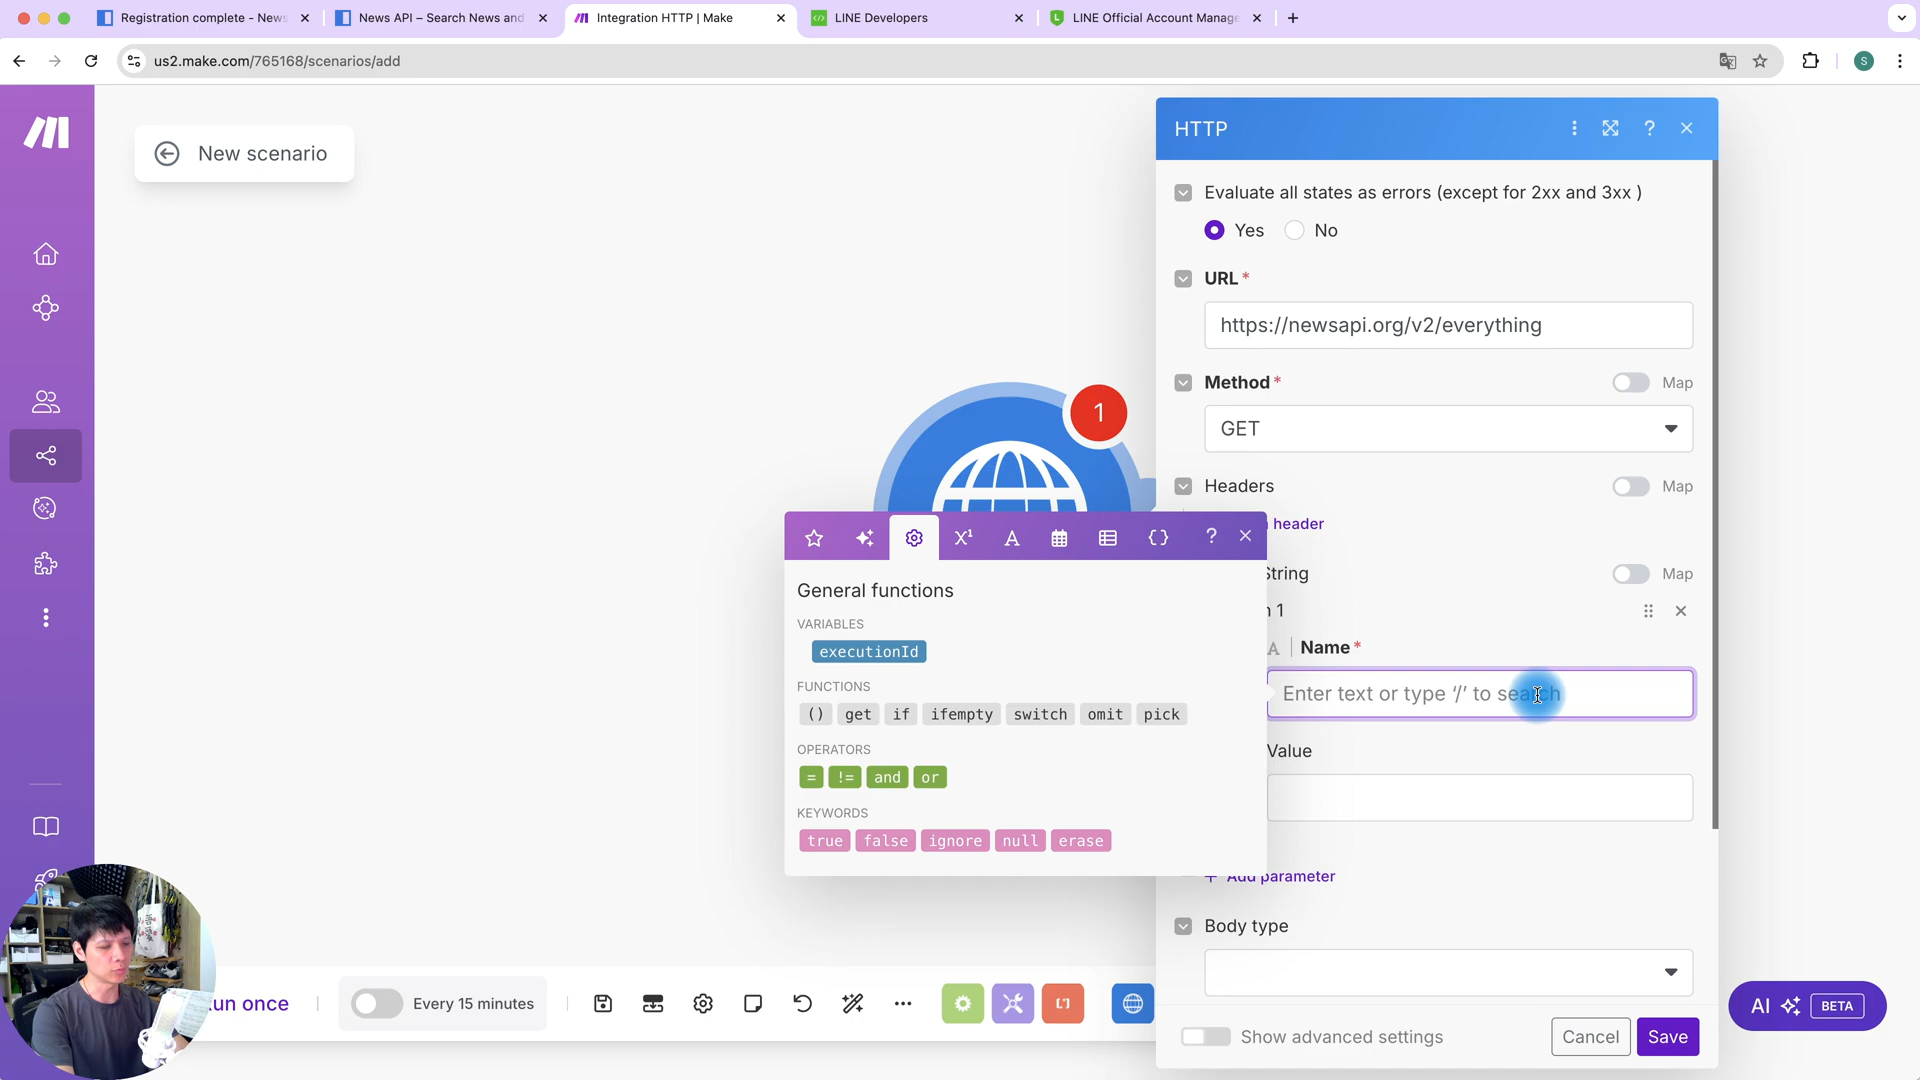 Registration complete - News
News API – Search News and
Integration HTTP | Make
LINE Developers
LINE Official Account Manage
us2.make.com/765168/scenarios/add
S
New scenario
HTTP
Evaluate all states as errors (except for 2xx and 3xx )
Yes
No
URL*
https://newsapi.org/v2/everything
Method*
Map
GET
Headers
Map
header
String
Map
1
Name*
Enter text or type '/' to search
Value
Add parameter
Body type
Show advanced settings
Cancel
Save
1
General functions
VARIABLES
executionId
FUNCTIONS
() get if ifempty switch omit pick
OPERATORS
= != and or
KEYWORDS
true false ignore null erase
un once
Every 15 minutes
AI
BETA